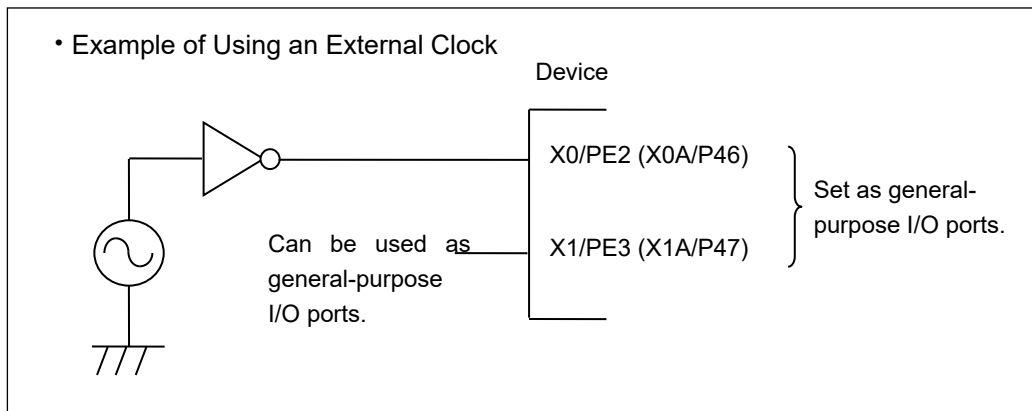 • Example of Using an External Clock
Device
X0/PE2 (X0A/P46)
Set as general-
purpose I/O ports.
Can be used as
general-purpose
I/O ports.
X1/PE3 (X1A/P47)